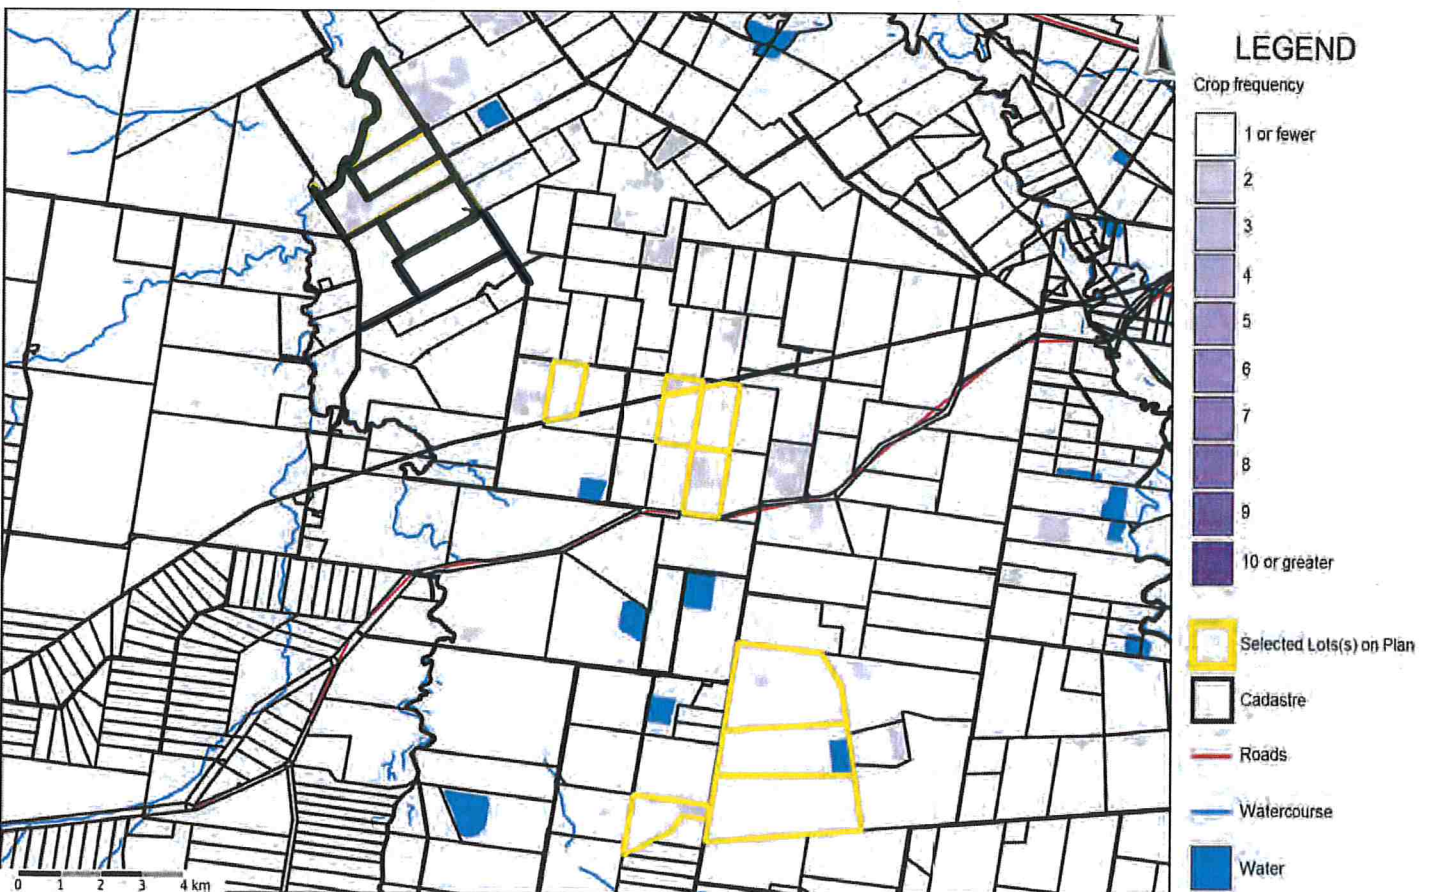 LEGEND
Crop frequency
1 or fewer
2
3
4
5
6
7
8
9
10 or greater
Selected Lots(s) on Plan
Cadastre
Roads
Watercourse
Water
0 1 2 3 4 km